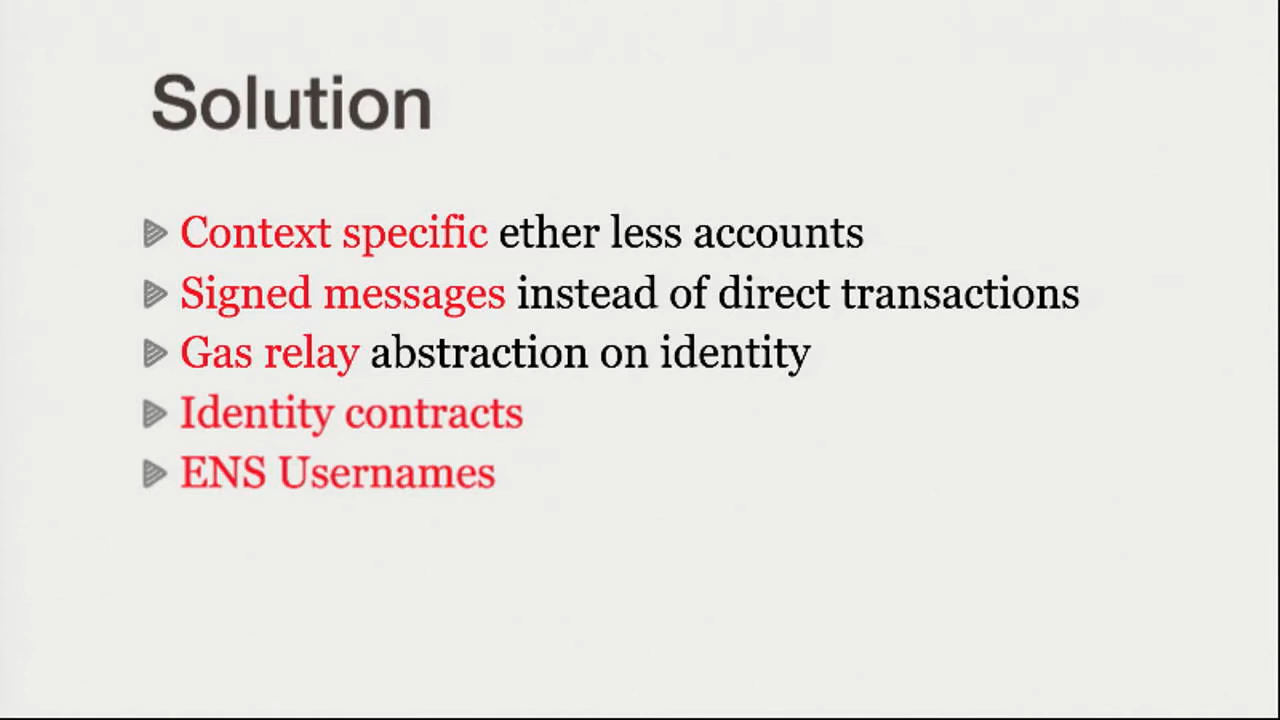 Solution
Context specific ether less accounts
Signed messages instead of direct transactions
Gas relay abstraction on identity
Identity contracts
ENS Usernames